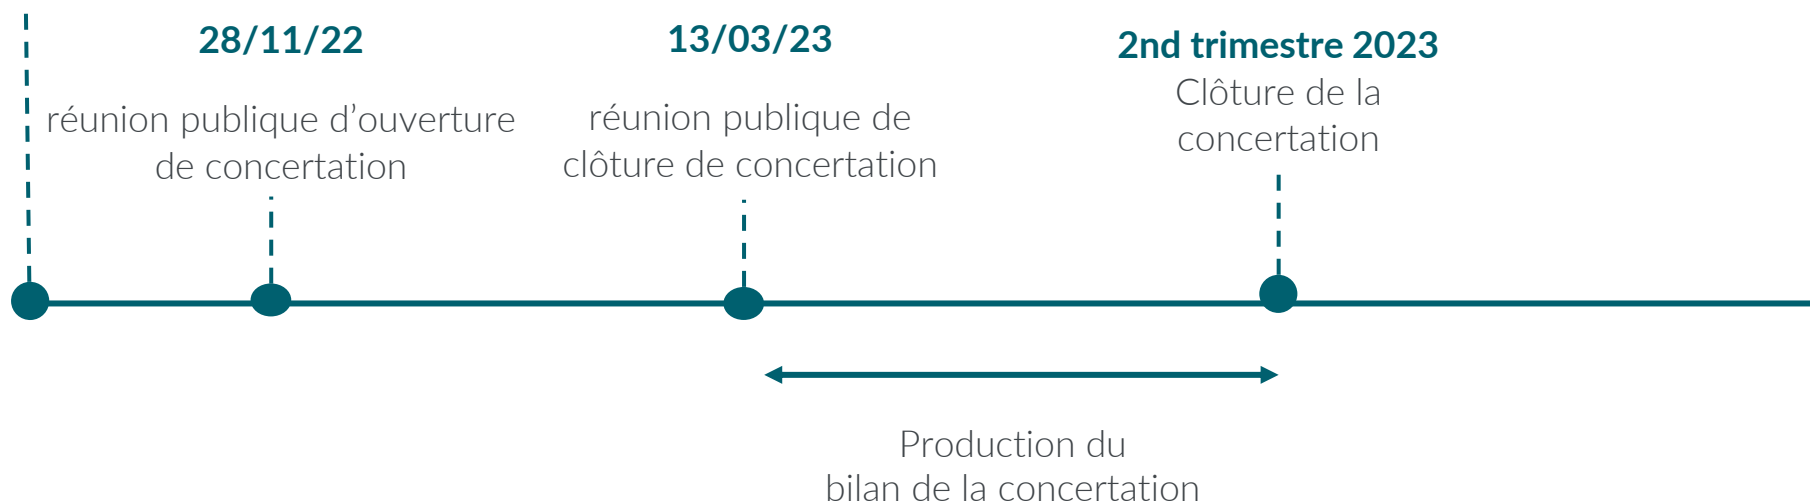 28/11/22
réunion publique d’ouverture
de concertation
13/03/23
réunion publique de
clôture de concertation
2nd trimestre 2023
Clôture de la
concertation
Production du
bilan de la concertation